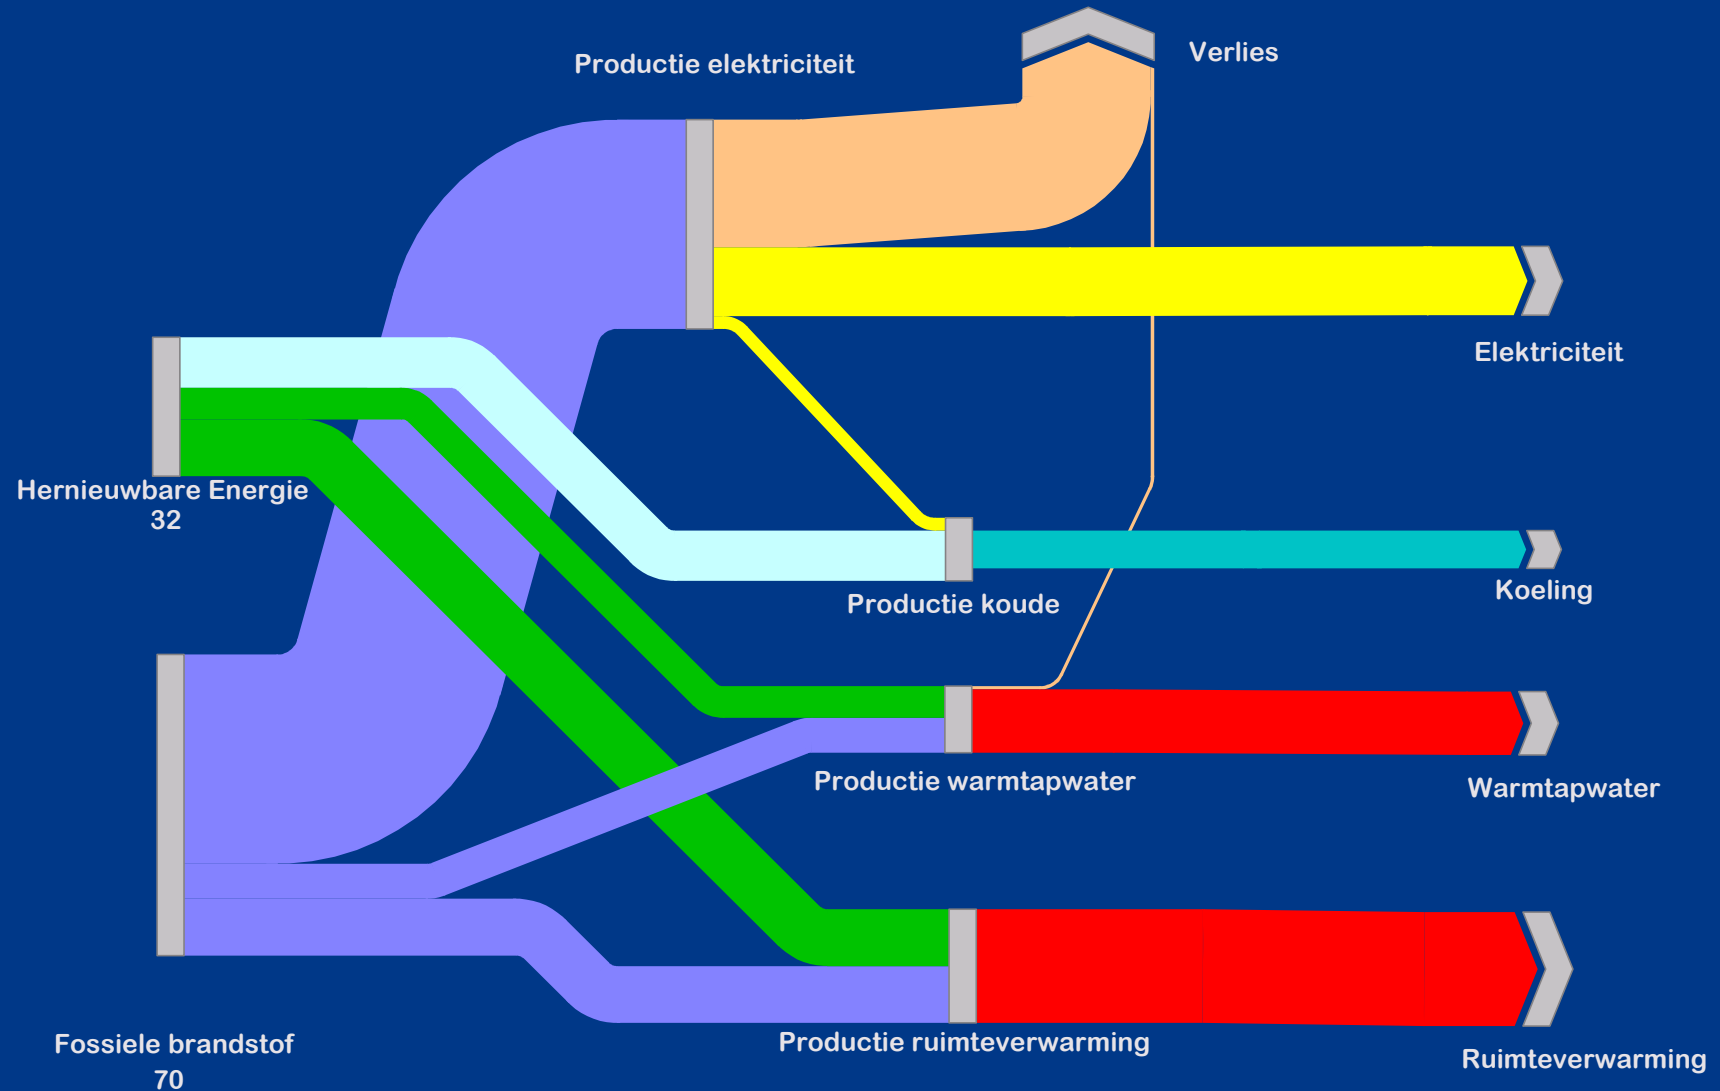 Productie elektriciteit
Verlies
Elektriciteit
Hernieuwbare Energie
32
Koeling
Productie koude
Productie warmtapwater
Warmtapwater
Fossiele brandstof
70
Productie ruimteverwarming
Ruimteverwarming